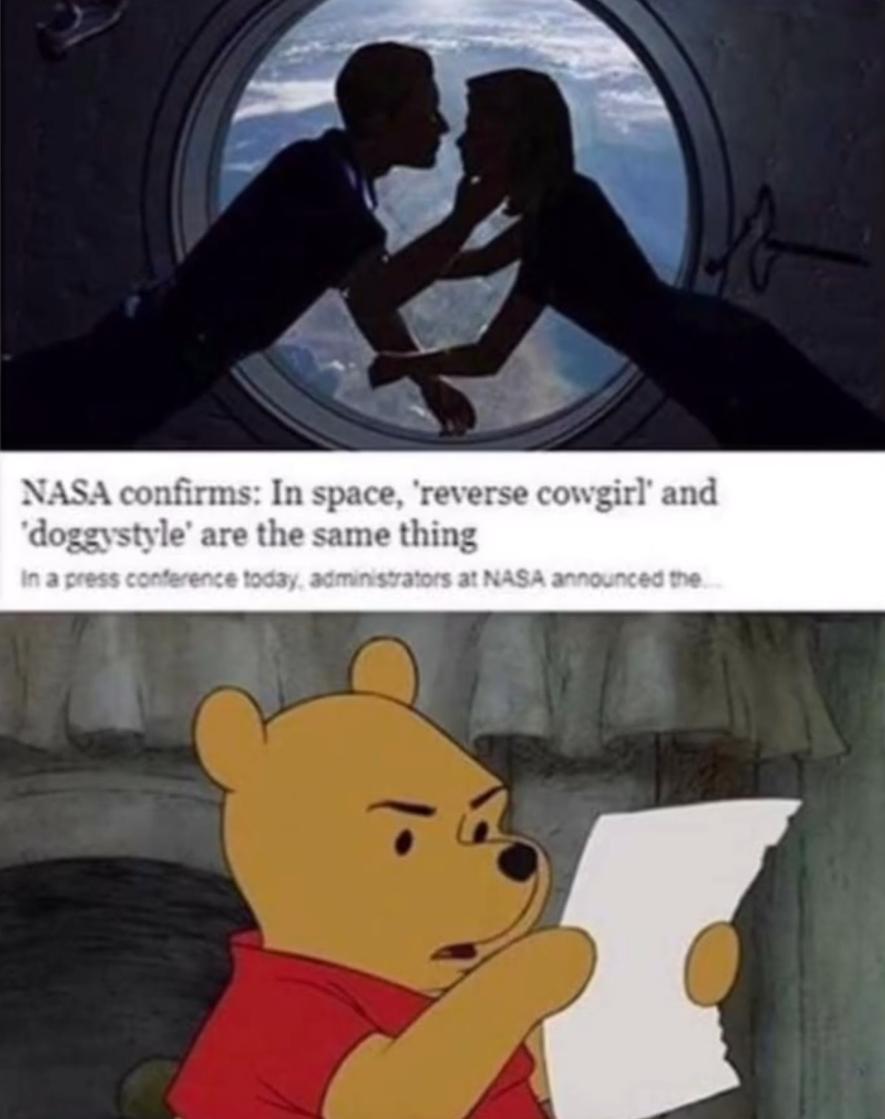 NASA confirms: In space, 'reverse cowgirl' and
'doggystyle' are the same thing
In a press conference today, administrators at NASA announced the...